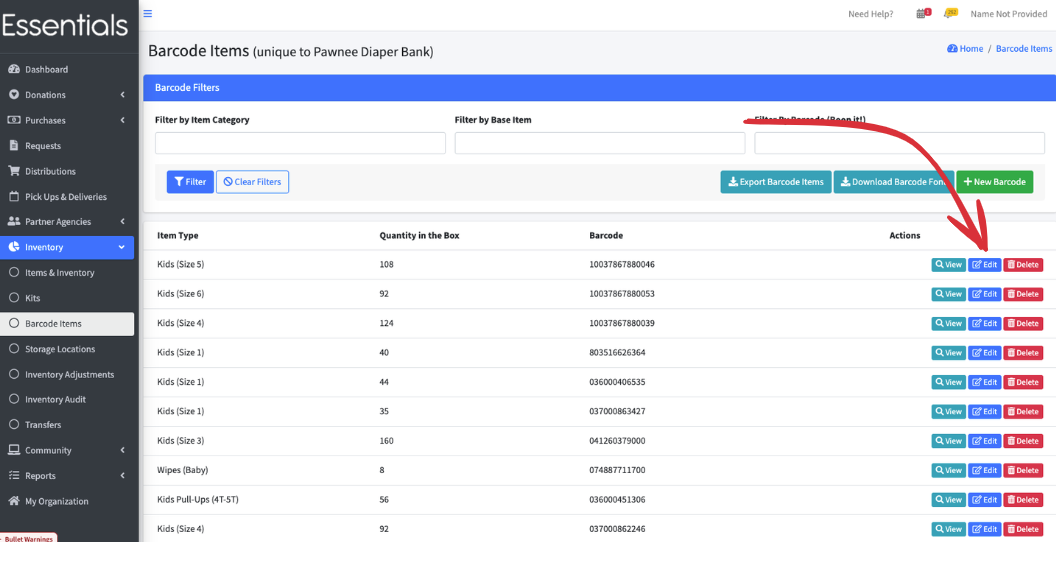 Essentials
Need Help? 1 252 Name Not Provided
Barcode Items (unique to Pawnee Diaper Bank)
Home / Barcode Items
Dashboard
Donations
Purchases
Requests
Distributions
Pick Ups & Deliveries
Partner Agencies
Inventory
Items & Inventory
Kits
Barcode Items
Storage Locations
Inventory Adjustments
Inventory Audit
Transfers
Community
Reports
My Organization
Bullet Warnings
Barcode Filters
Filter by Item Category Filter by Base Item Filter By Barcode (Boop it!)
Filter Clear Filters Export Barcode Items Download Barcode Font New Barcode
Item Type Quantity in the Box Barcode Actions
Kids (Size 5) 108 10037867880046 View Edit Delete
Kids (Size 6) 92 10037867880053 View Edit Delete
Kids (Size 4) 124 10037867880039 View Edit Delete
Kids (Size 1) 40 803516626364 View Edit Delete
Kids (Size 1) 44 036000406535 View Edit Delete
Kids (Size 1) 35 037000863427 View Edit Delete
Kids (Size 3) 160 041260379000 View Edit Delete
Wipes (Baby) 8 074887711700 View Edit Delete
Kids Pull-Ups (4T-5T) 56 036000451306 View Edit Delete
Kids (Size 4) 92 037000862246 View Edit Delete